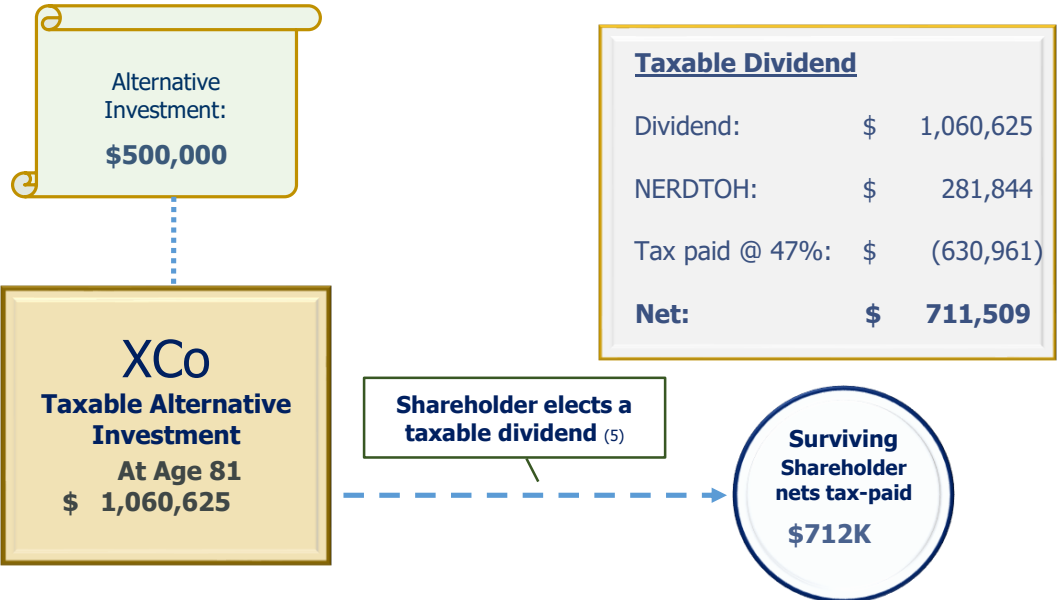 Alternative
Investment:
$500,000
Taxable Dividend
Dividend: $ 1,060,625
NERDTOH: $ 281,844
Tax paid @ 47%: $ (630,961)
Net: $ 711,509
XCo
Taxable Alternative
Investment
At Age 81
$ 1,060,625
Shareholder elects a
taxable dividend (5)
Surviving
Shareholder
nets tax-paid
$712K